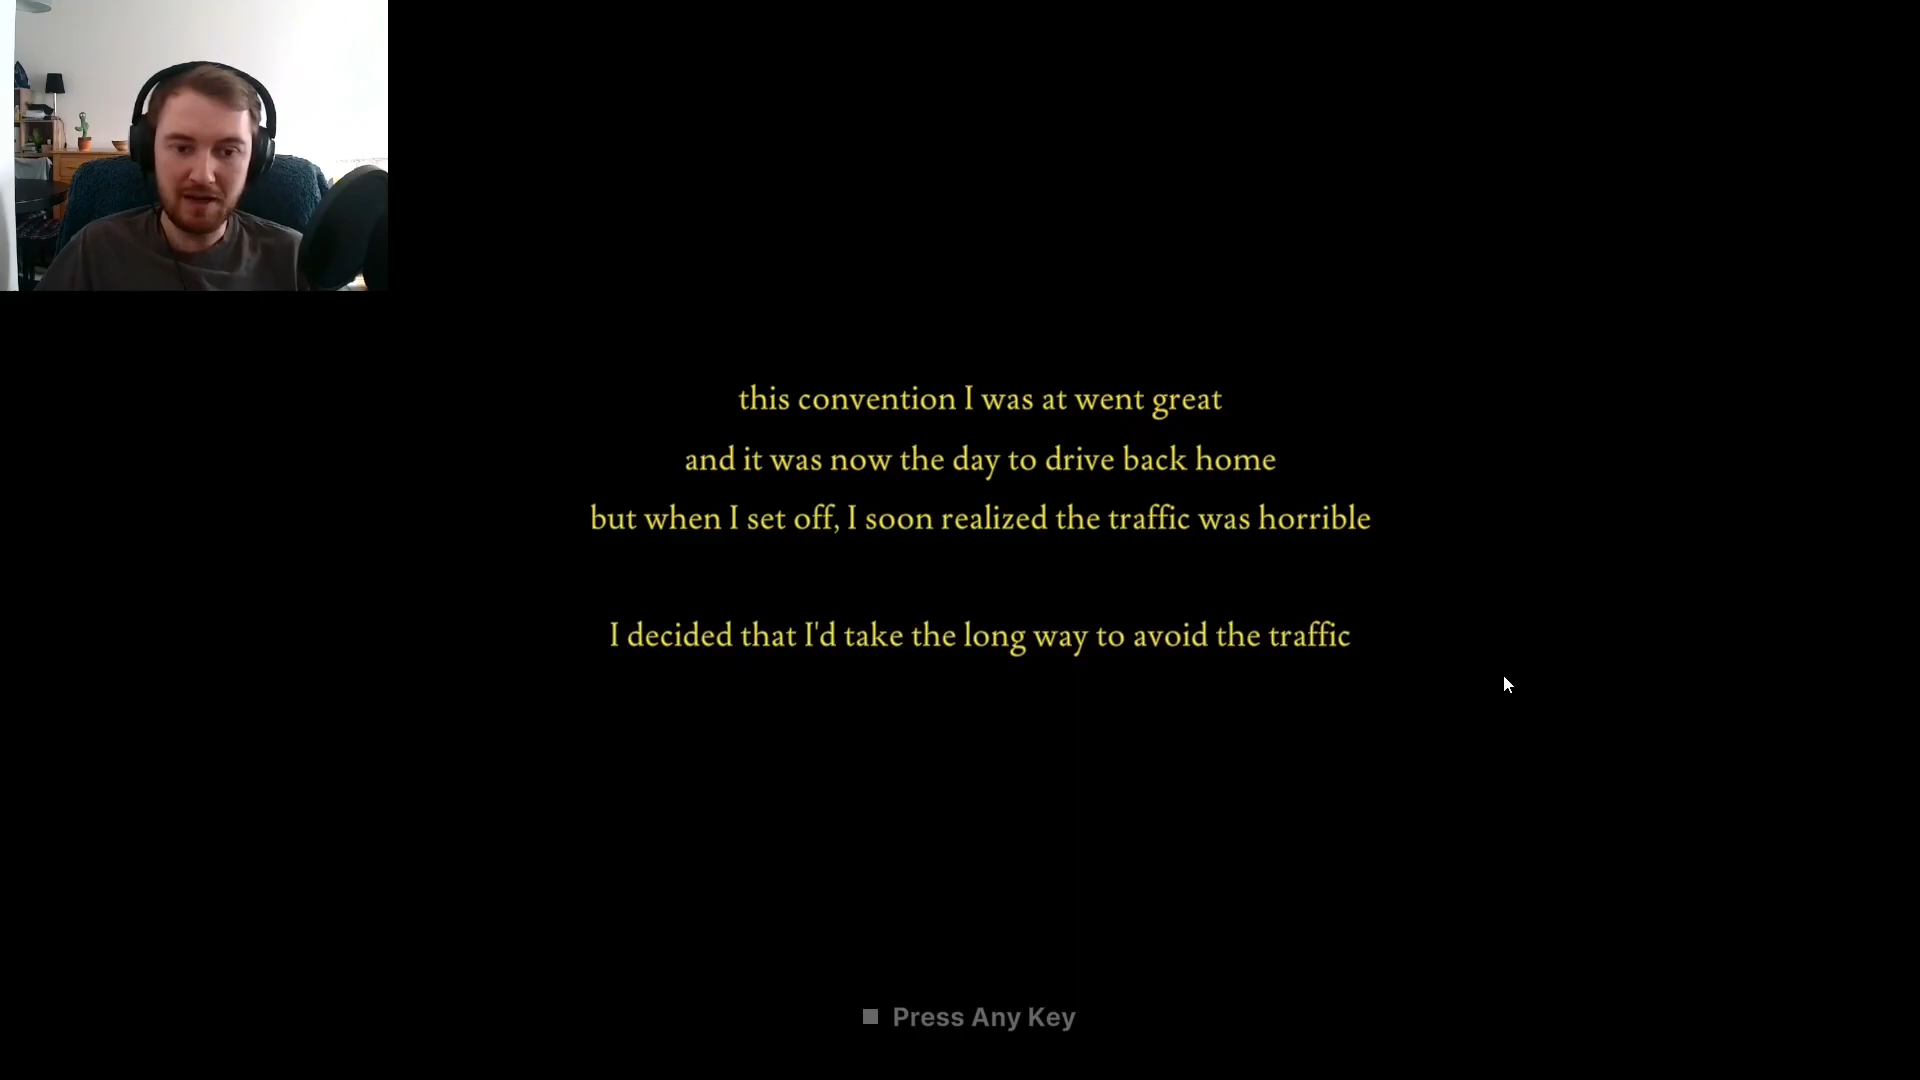 this convention I was at went great
and it was now the day to drive back home
but when I set off, I soon realized the traffic was horrible
I decided that I'd take the long way to avoid the traffic
Press Any Key